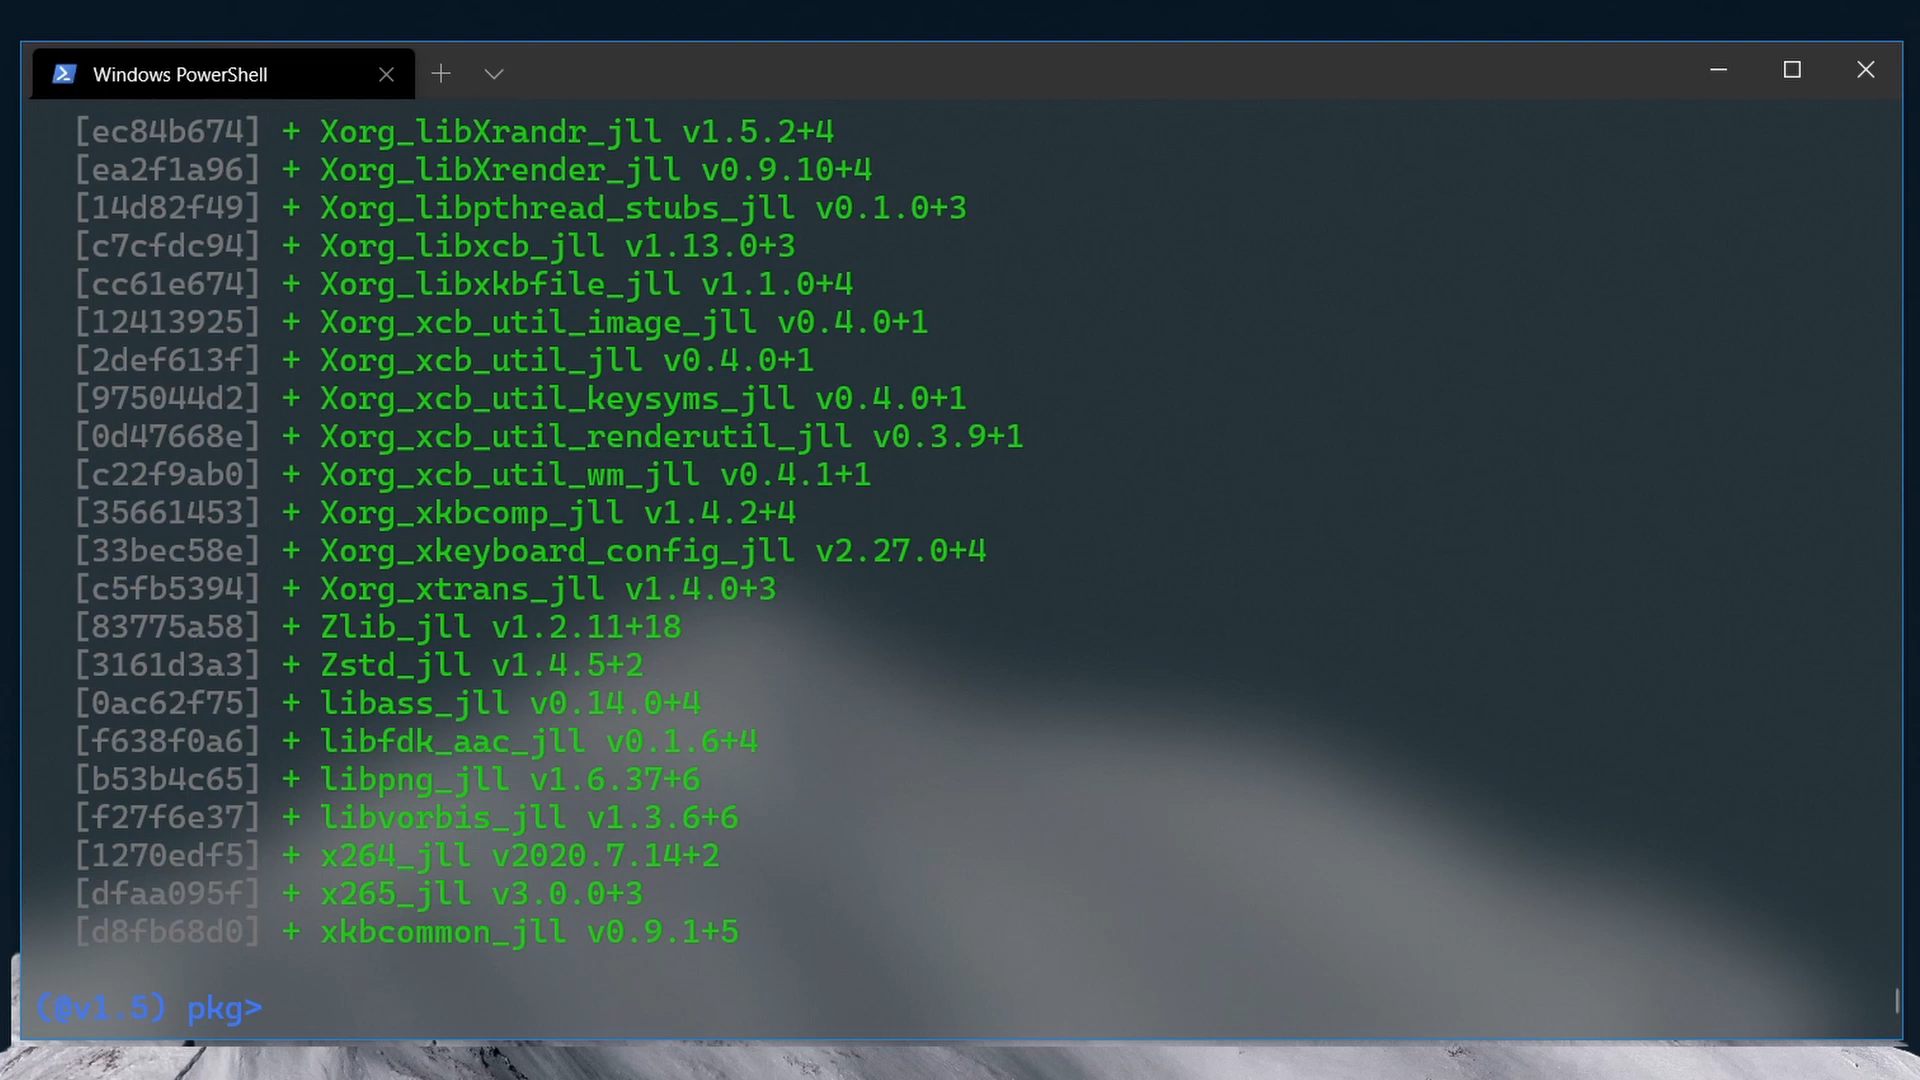 Windows PowerShell
[ec84b674] + Xorg_libXrandr_jll v1.5.2+4
[ea2f1a96] + Xorg_libXrender_jll v0.9.10+4
[14d82f49] + Xorg_libpthread_stubs_jll v0.1.0+3
[c7cfdc94] + Xorg_libxcb_jll v1.13.0+3
[cc61e674] + Xorg_libxkbfile_jll v1.1.0+4
[12413925] + Xorg_xcb_util_image_jll v0.4.0+1
[2def613f] + Xorg_xcb_util_jll v0.4.0+1
[975044d2] + Xorg_xcb_util_keysyms_jll v0.4.0+1
[0d47668e] + Xorg_xcb_util_renderutil_jll v0.3.9+1
[c22f9ab0] + Xorg_xcb_util_wm_jll v0.4.1+1
[35661453] + Xorg_xkbcomp_jll v1.4.2+4
[33bec58e] + Xorg_xkeyboard_config_jll v2.27.0+4
[c5fb5394] + Xorg_xtrans_jll v1.4.0+3
[83775a58] + Zlib_jll v1.2.11+18
[3161d3a3] + Zstd_jll v1.4.5+2
[0ac62f75] + libass_jll v0.14.0+4
[f638f0a6] + libfdk_aac_jll v0.1.6+4
[b53b4c65] + libpng_jll v1.6.37+6
[f27f6e37] + libvorbis_jll v1.3.6+6
[1270edf5] + x264_jll v2020.7.14+2
[dfaa095f] + x265_jll v3.0.0+3
[d8fb68d0] + xkbcommon_jll v0.9.1+5
(@v1.5) pkg>